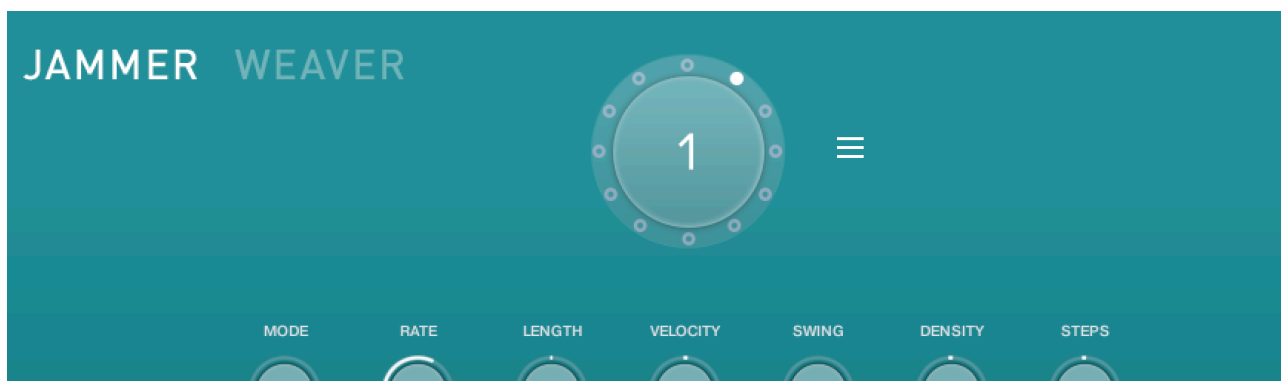 JAMMER WEAVER
1
MODE RATE LENGTH VELOCITY SWING DENSITY STEPS